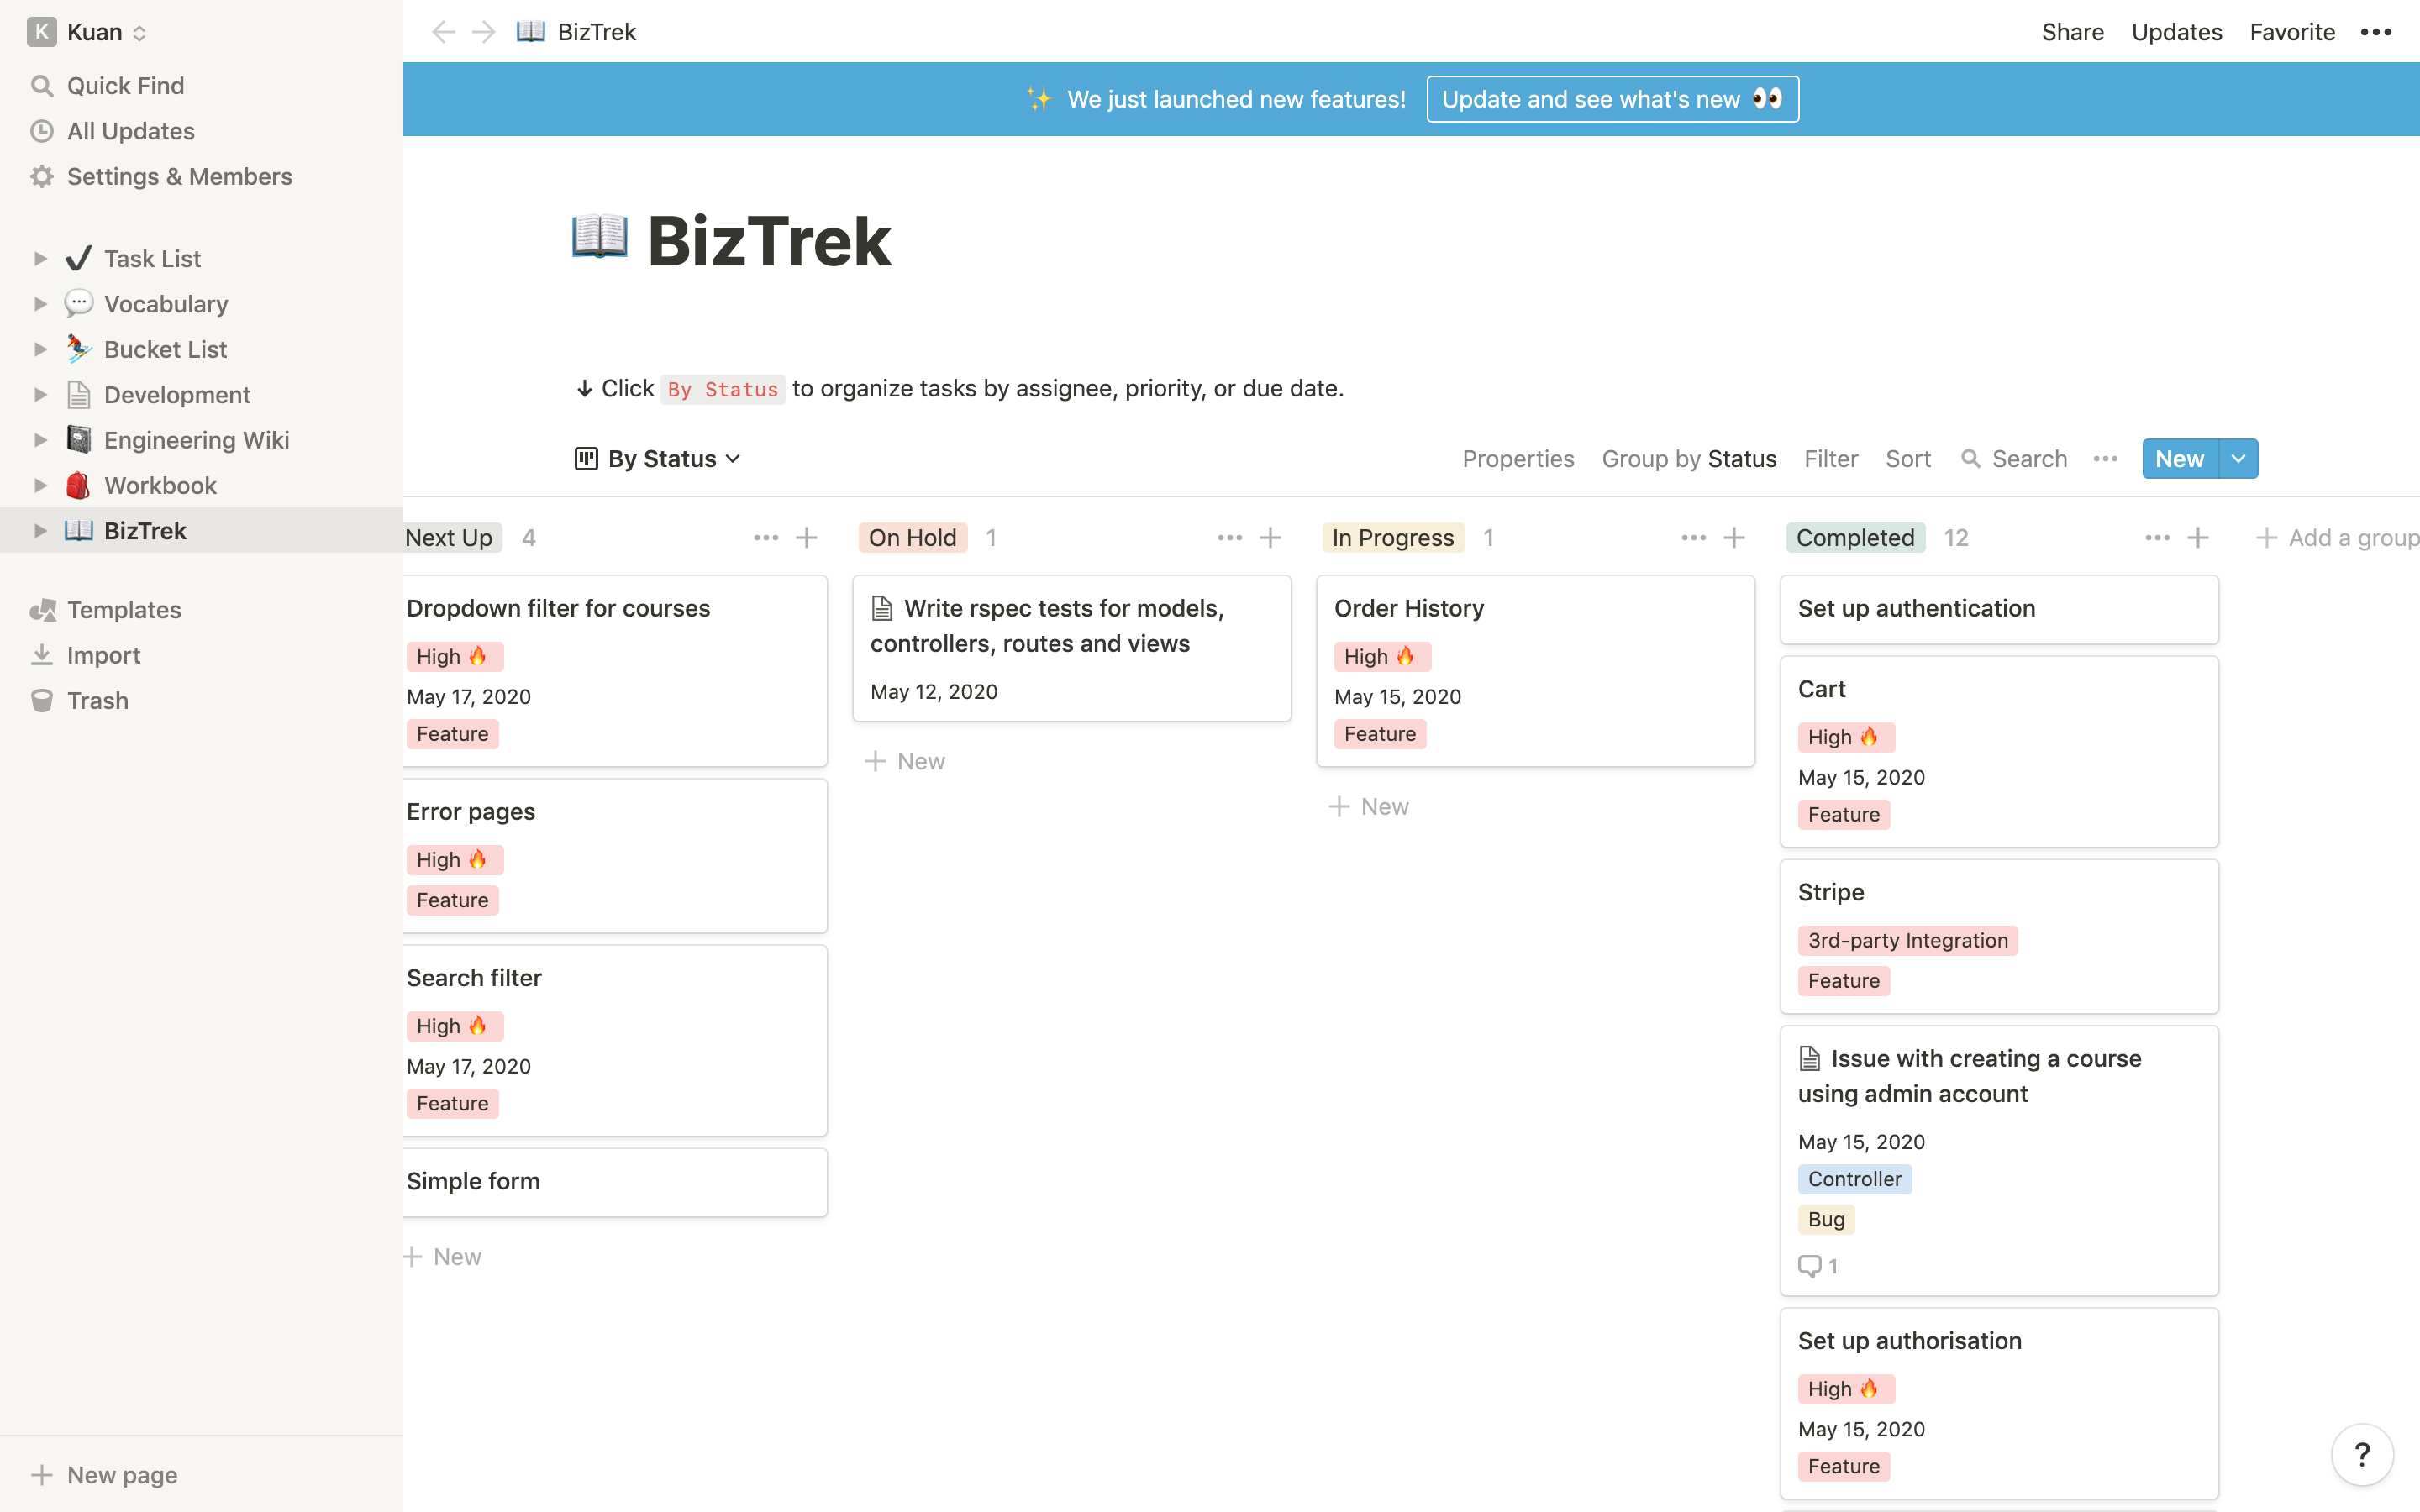 K Kuan
Quick Find
All Updates
Settings & Members
Task List
Vocabulary
Bucket List
Development
Engineering Wiki
Workbook
BizTrek
Templates
Import
Trash
New page
BizTrek
Share Updates Favorite
We just launched new features! Update and see what's new
BizTrek
↓ Click By Status to organize tasks by assignee, priority, or due date.
By Status
Properties Group by Status Filter Sort Search New
Next Up 4
Dropdown filter for courses
High
May 17, 2020
Feature
Error pages
High
Feature
Search filter
High
May 17, 2020
Feature
Simple form
New
On Hold 1
Write rspec tests for models,
controllers, routes and views
May 12, 2020
New
In Progress 1
Order History
High
May 15, 2020
Feature
New
Completed 12
Set up authentication
Cart
High
May 15, 2020
Feature
Stripe
3rd-party Integration
Feature
Issue with creating a course
using admin account
May 15, 2020
Controller
Bug
1
Set up authorisation
High
May 15, 2020
Feature
Add a group
?